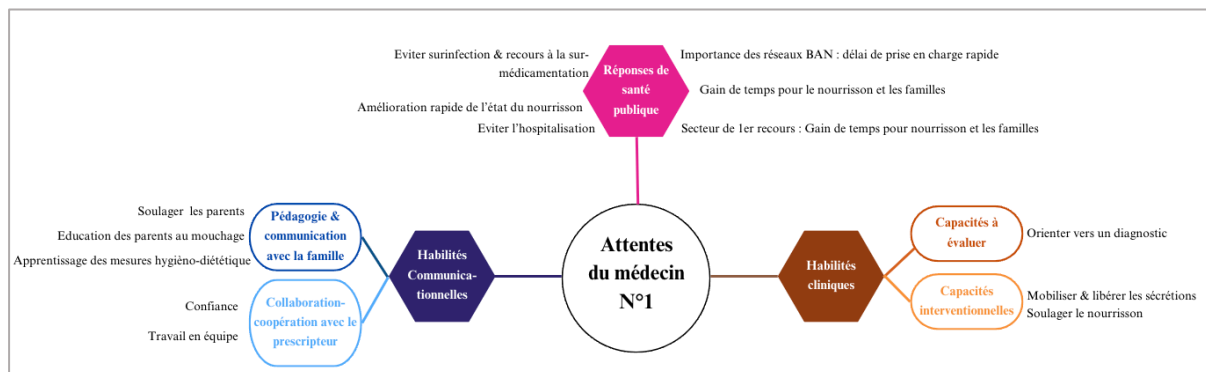 Eviter surinfection & recours à la sur-
médicamentation
Amélioration rapide de l'état du nourrisson
Eviter l'hospitalisation
Réponses de
santé
publique
Importance des réseaux BAN : délai de prise en charge rapide
Gain de temps pour le nourrisson et les familles
Secteur de 1er recours : Gain de temps pour nourrisson et les familles
Soulager les parents
Education des parents au mouchage
Apprentissage des mesures hygièno-diététique
Pédagogie &
communication
avec la famille
Confiance
Travail en équipe
Collaboration-
coopération avec le
prescripteur
Habilités
Communica-
tionnelles
Attentes
du médecin
N°1
Habilités
cliniques
Capacités à
évaluer
Orienter vers un diagnostic
Capacités
interventionnelles
Mobiliser & libérer les sécrétions
Soulager le nourrisson